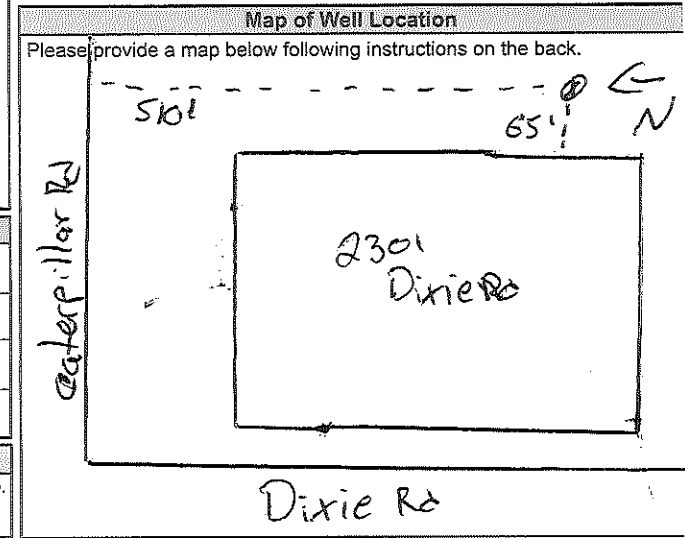 Map of Well Location
Please provide a map below following instructions on the back.
510'
65'
N
Caterpillar Rd
2301
Dixie Rd
Dixie Rd